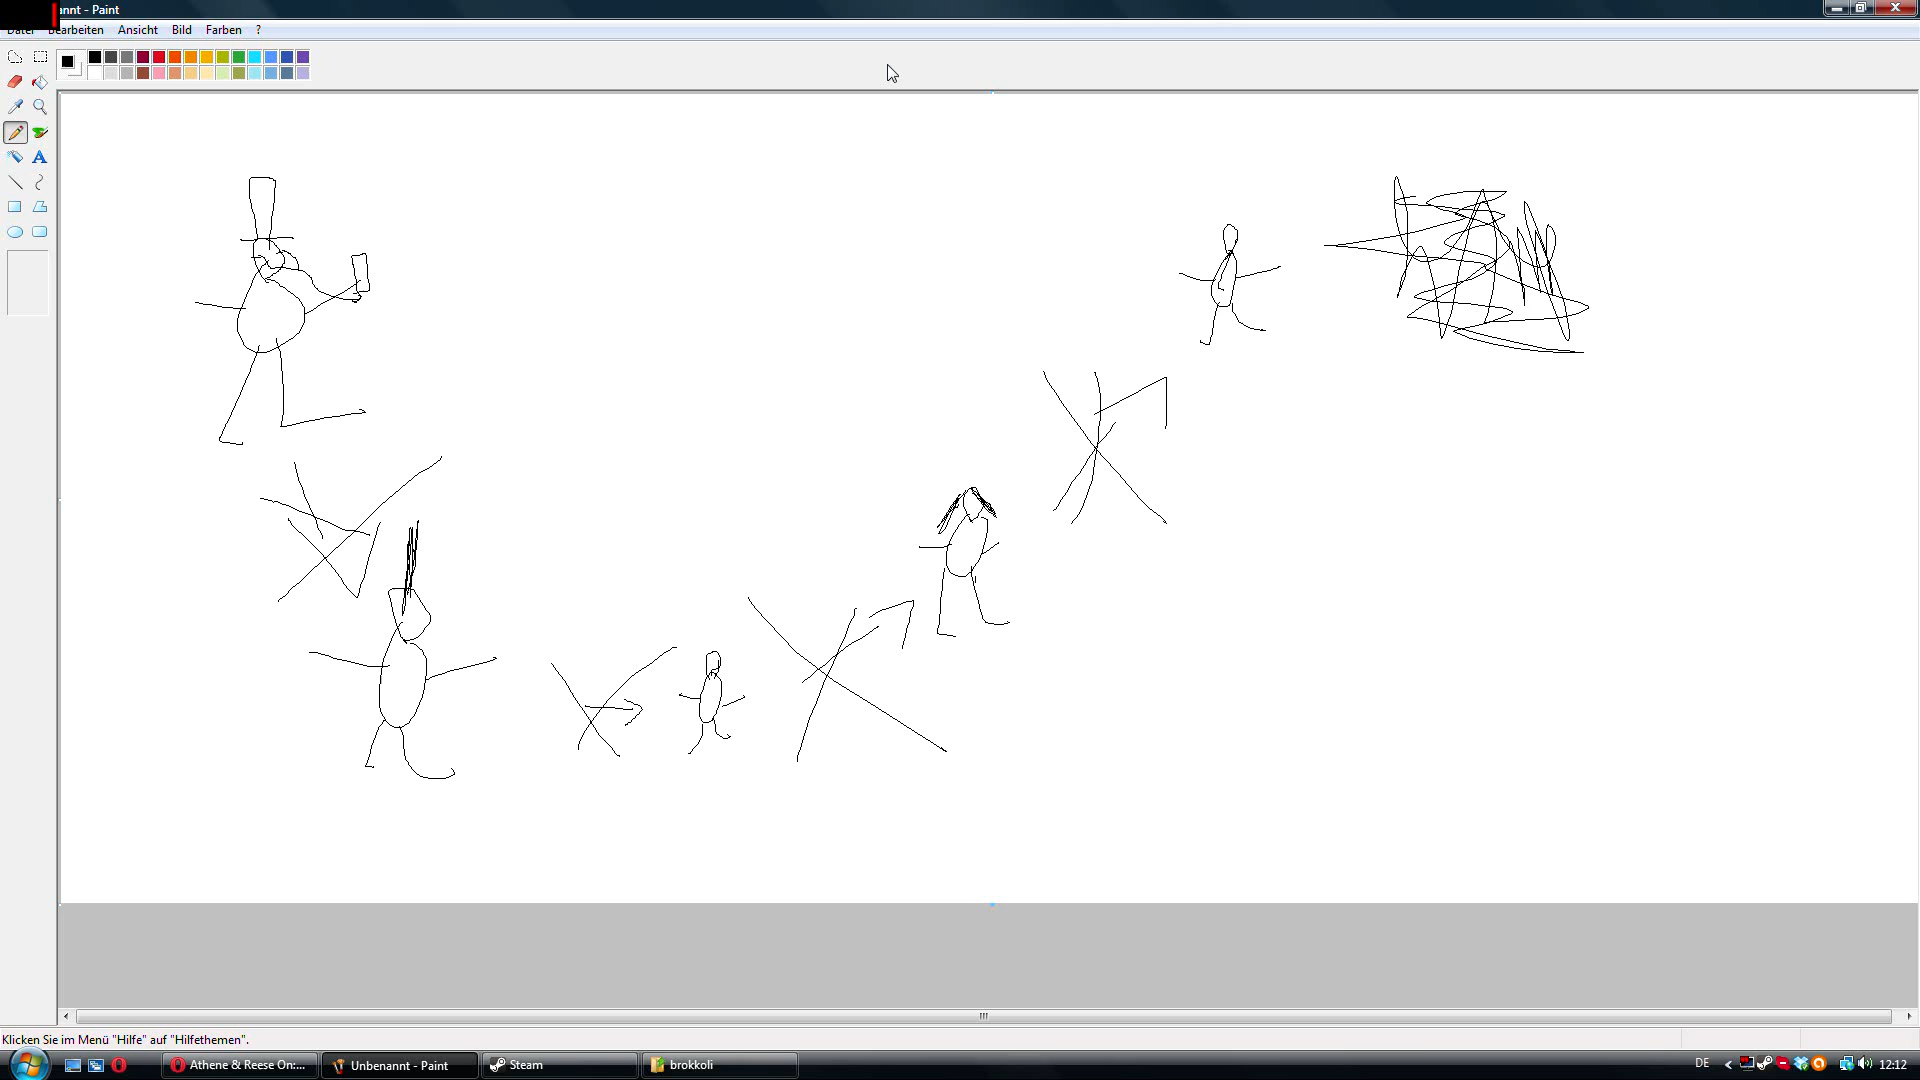 annt - Paint
Datei Bearbeiten Ansicht Bild Farben ?
Klicken Sie im Menü "Hilfe" auf "Hilfethemen".
Athene & Reese On:...
Unbenannt - Paint
Steam
brokkoli
DE
12:12